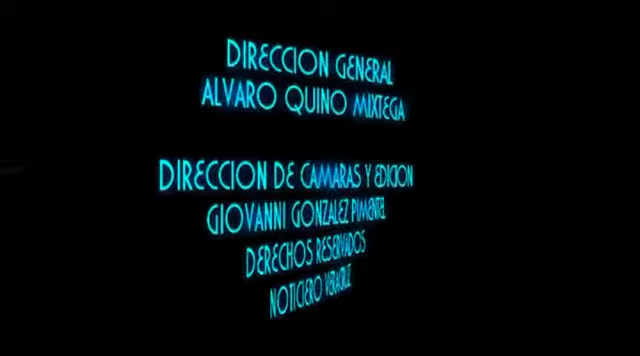 DIRECCION GENERAL
ALVARO QUINO MIXTEGA
DIRECCION DE CAMARAS Y EDICION
GIOVANNI GONZALEZ PIMENTEL
DERECHOS RESERVADOS
NOTICIERO VERACRUZ